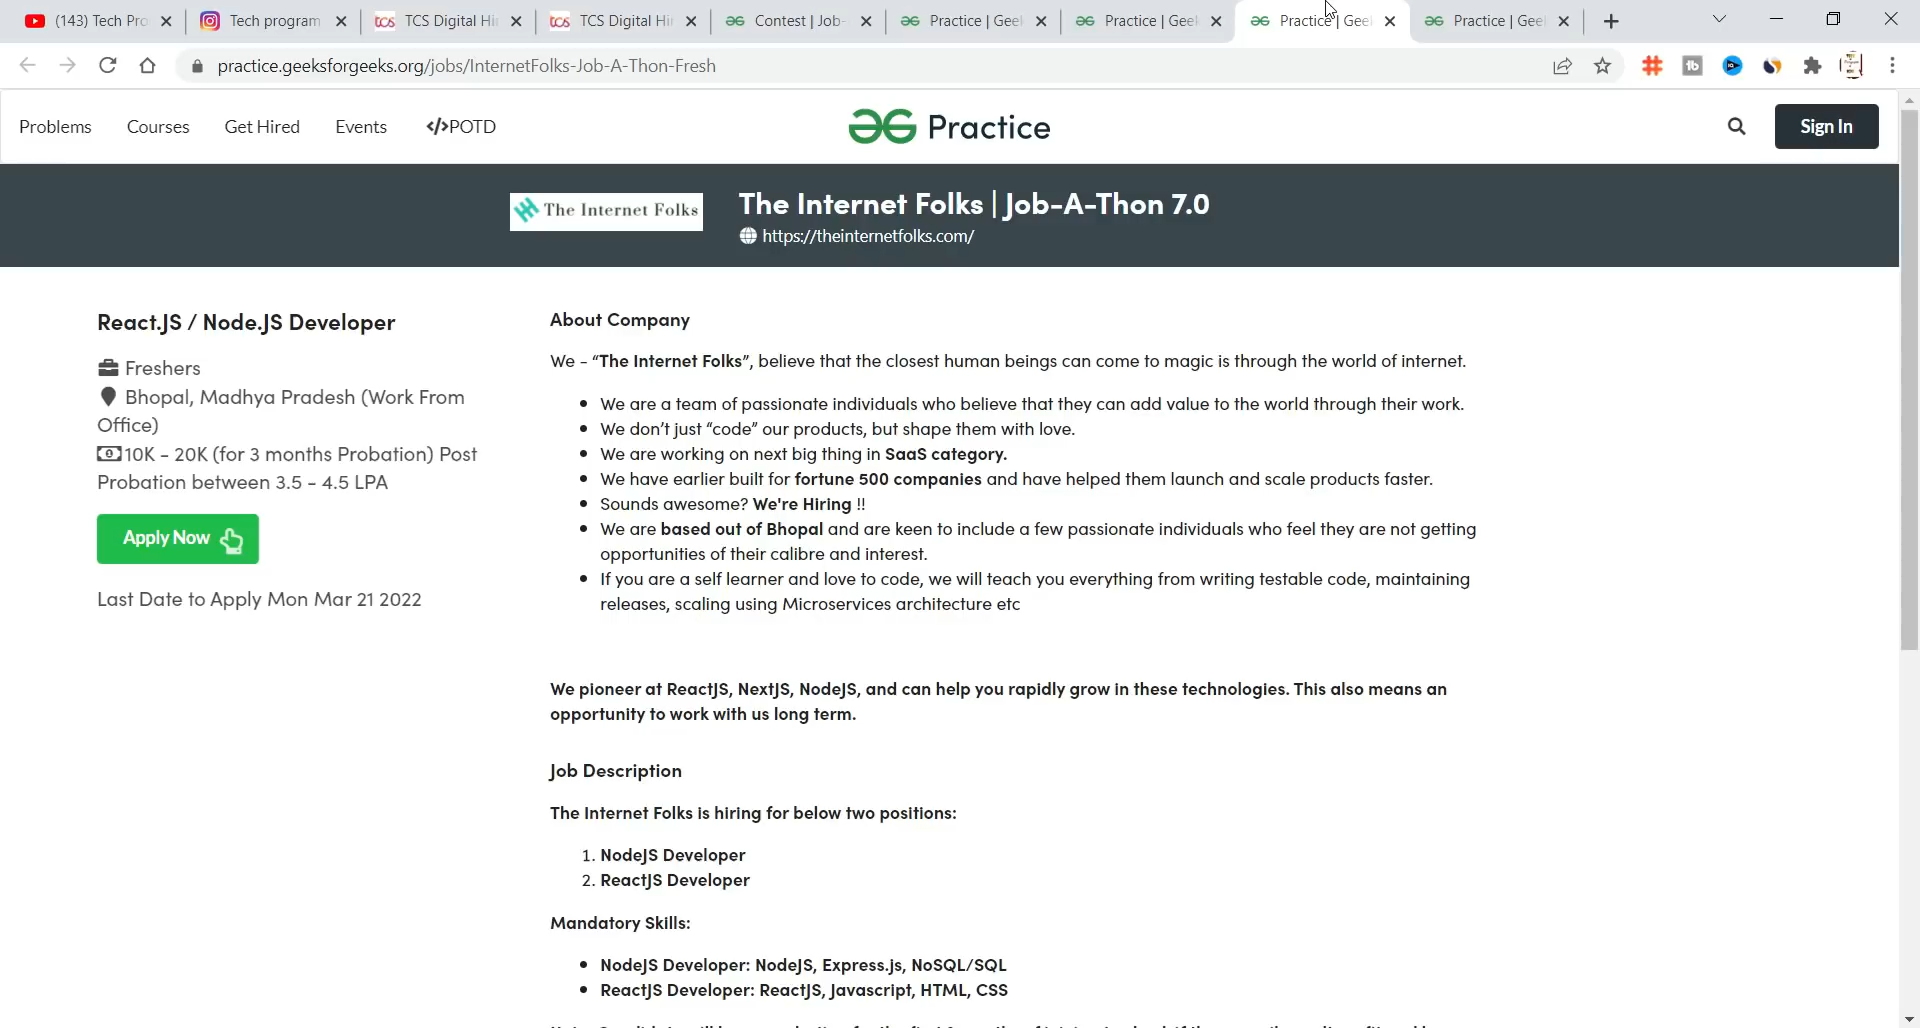 (143) Tech Pro
Tech program
TCS Digital Hi
TCS Digital Hi
Contest | Job-
Practice | Gee
Practice | Gee
Practice | Gee
Practice | Gee
practice.geeksforgeeks.org/jobs/InternetFolks-Job-A-Thon-Fresh
Problems
Courses
Get Hired
Events
</>POTD
Practice
Sign In
The Internet Folks
The Internet Folks | Job-A-Thon 7.0
https://theinternetfolks.com/
React.JS / Node.JS Developer
Freshers
Bhopal, Madhya Pradesh (Work From
Office)
10K - 20K (for 3 months Probation) Post
Probation between 3.5 - 4.5 LPA
Apply Now
Last Date to Apply Mon Mar 21 2022
About Company
We - “The Internet Folks”, believe that the closest human beings can come to magic is through the world of internet.
• We are a team of passionate individuals who believe that they can add value to the world through their work.
• We don’t just “code” our products, but shape them with love.
• We are working on next big thing in SaaS category.
• We have earlier built for fortune 500 companies and have helped them launch and scale products faster.
• Sounds awesome? We're Hiring !!
• We are based out of Bhopal and are keen to include a few passionate individuals who feel they are not getting
opportunities of their calibre and interest.
• If you are a self learner and love to code, we will teach you everything from writing testable code, maintaining
releases, scaling using Microservices architecture etc
We pioneer at ReactJS, NextJS, NodeJS, and can help you rapidly grow in these technologies. This also means an
opportunity to work with us long term.
Job Description
The Internet Folks is hiring for below two positions:
1. NodeJS Developer
2. ReactJS Developer
Mandatory Skills:
• NodeJS Developer: NodeJS, Express.js, NoSQL/SQL
• ReactJS Developer: ReactJS, Javascript, HTML, CSS